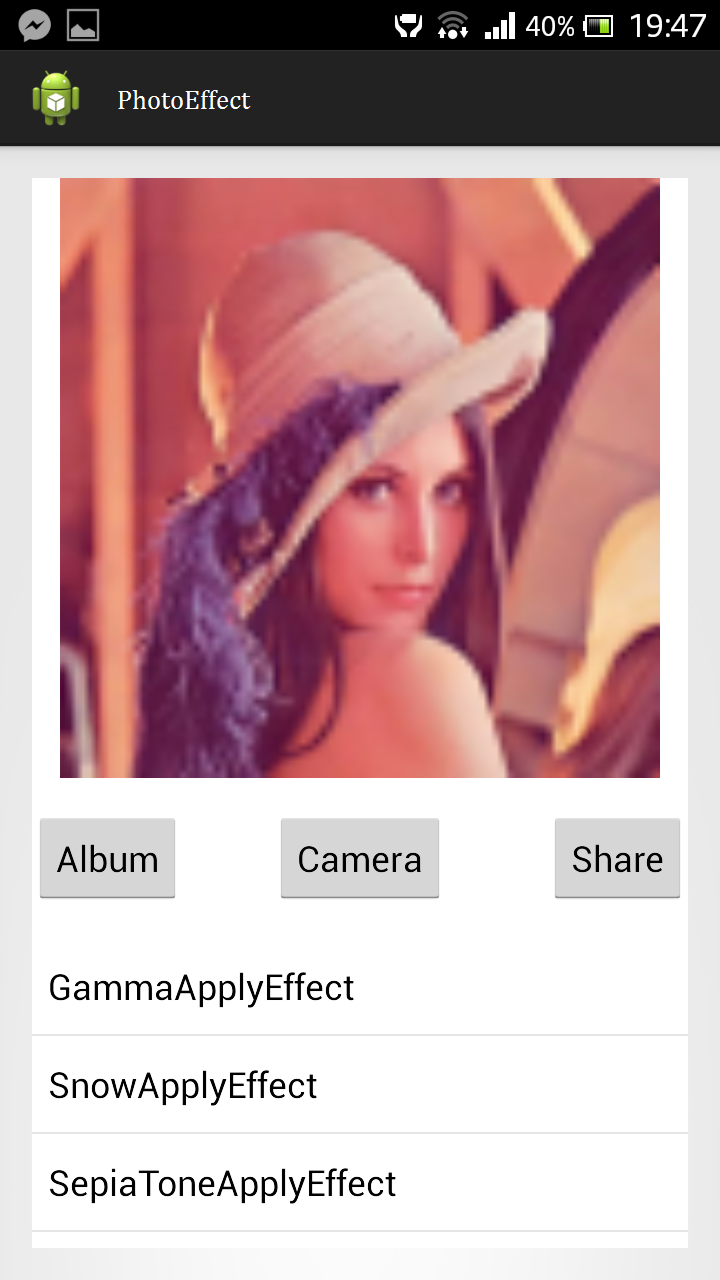 40% 19:47
PhotoEffect
Album Camera Share
GammaApplyEffect
SnowApplyEffect
SepiaToneApplyEffect